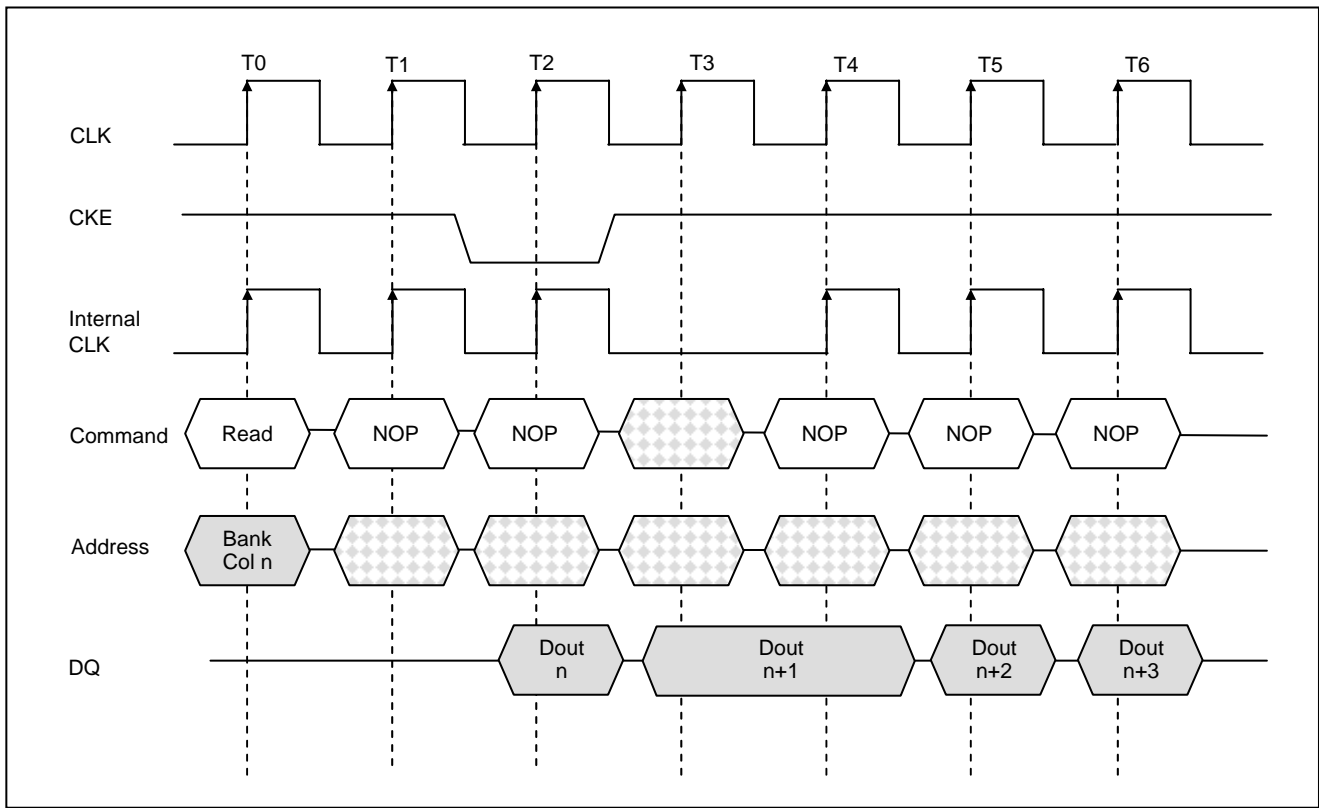 T0 T1 T2 T3 T4 T5 T6
CLK
CKE
Internal
CLK
Command Read NOP NOP NOP NOP NOP
Address Bank
Col n
DQ Dout Dout Dout Dout
n n+1 n+2 n+3